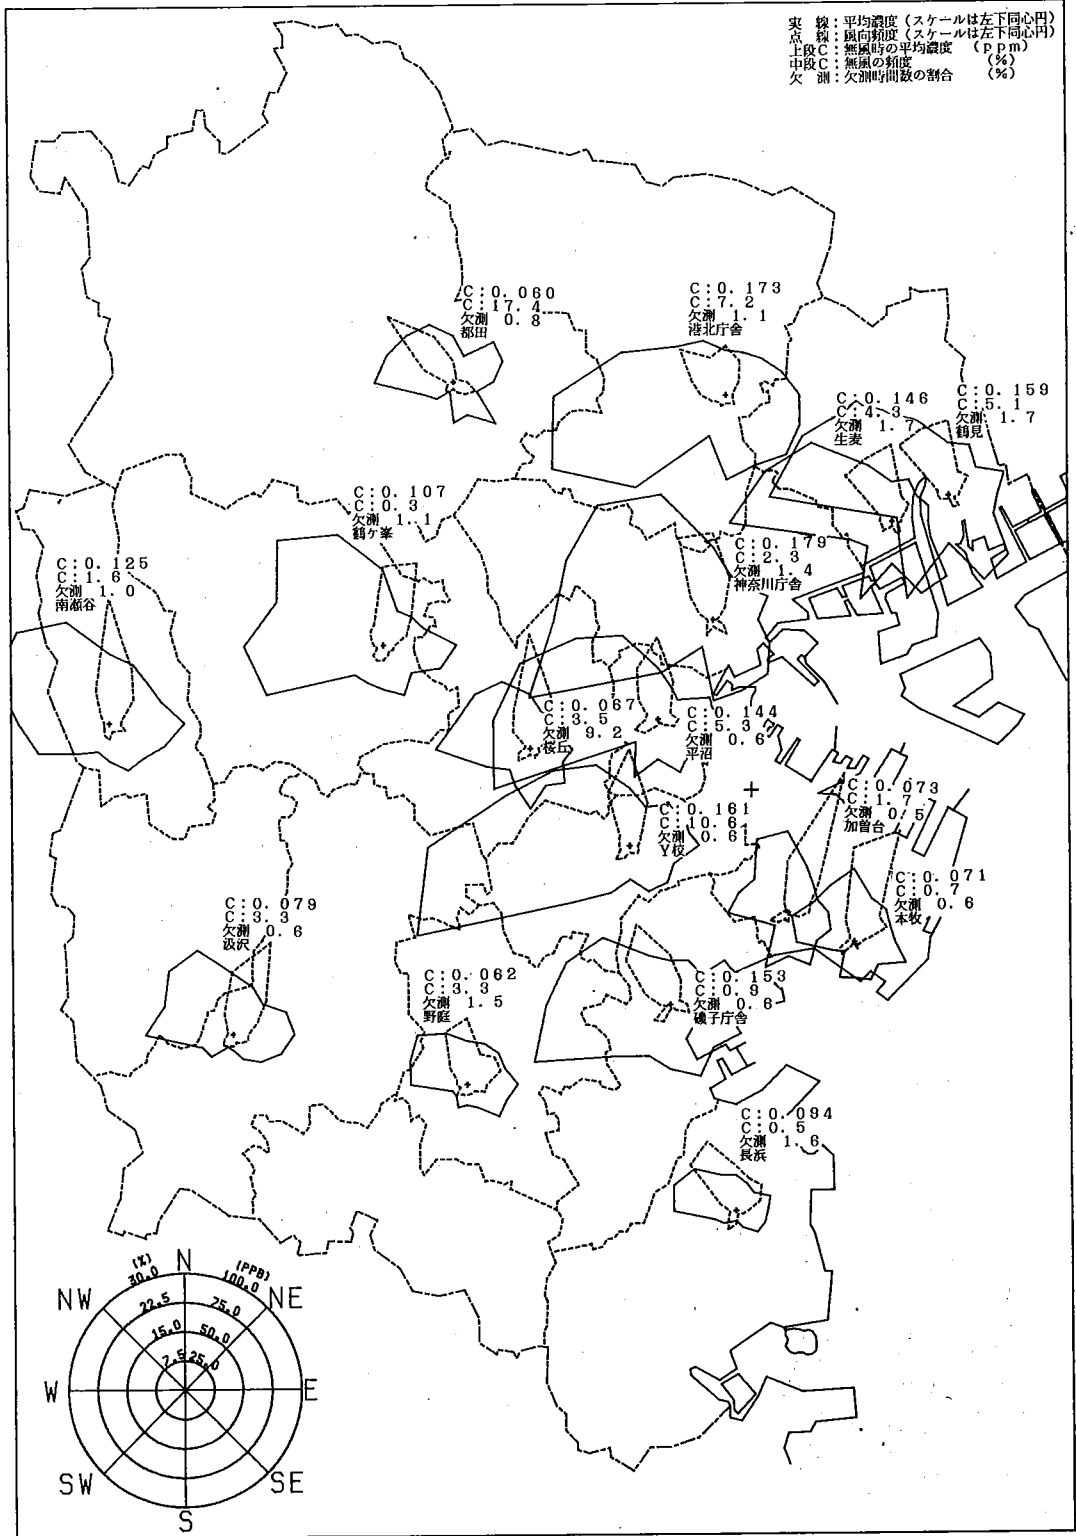 実　線：平均濃度（スケールは左下同心円）
点　線：風向頻度（スケールは左下同心円）
上段C：無風時の平均濃度　（ppm）
中段C：無風の頻度　（%）
欠　測：欠測時間数の割合　（%）
C：0.060
C：17.4
欠測 0.8
都田
C：0.173
C：7.2
欠測 1.1
港北庁舎
C：0.146
C：4.3
欠測 1.7
生麦
C：0.159
C：5.1
欠測 1.7
鶴見
C：0.107
C：0.3
欠測 1.1
鶴ケ峯
C：0.179
C：2.3
欠測 1.4
神奈川庁舎
C：0.125
C：1.6
欠測 1.0
南瀬谷
C：0.067
C：3.5
欠測 9.2
桜丘
C：0.144
C：5.3
欠測 0.6
平沼
C：0.161
C：10.6
欠測 0.6
Y校
C：0.073
C：1.7
欠測 0.5
加曽台
C：0.071
C：0.7
欠測 0.6
本牧
C：0.079
C：3.3
欠測 0.6
汲沢
C：0.062
C：3.3
欠測 1.5
野庭
C：0.153
C：0.9
欠測 0.6
磯子庁舎
C：0.094
C：0.5
欠測 1.6
長浜
(%) N (PPB)
30.0 100.0
NW NE
22.5 75.0
15.0 50.0
7.5 25.0
W E
SW SE
S